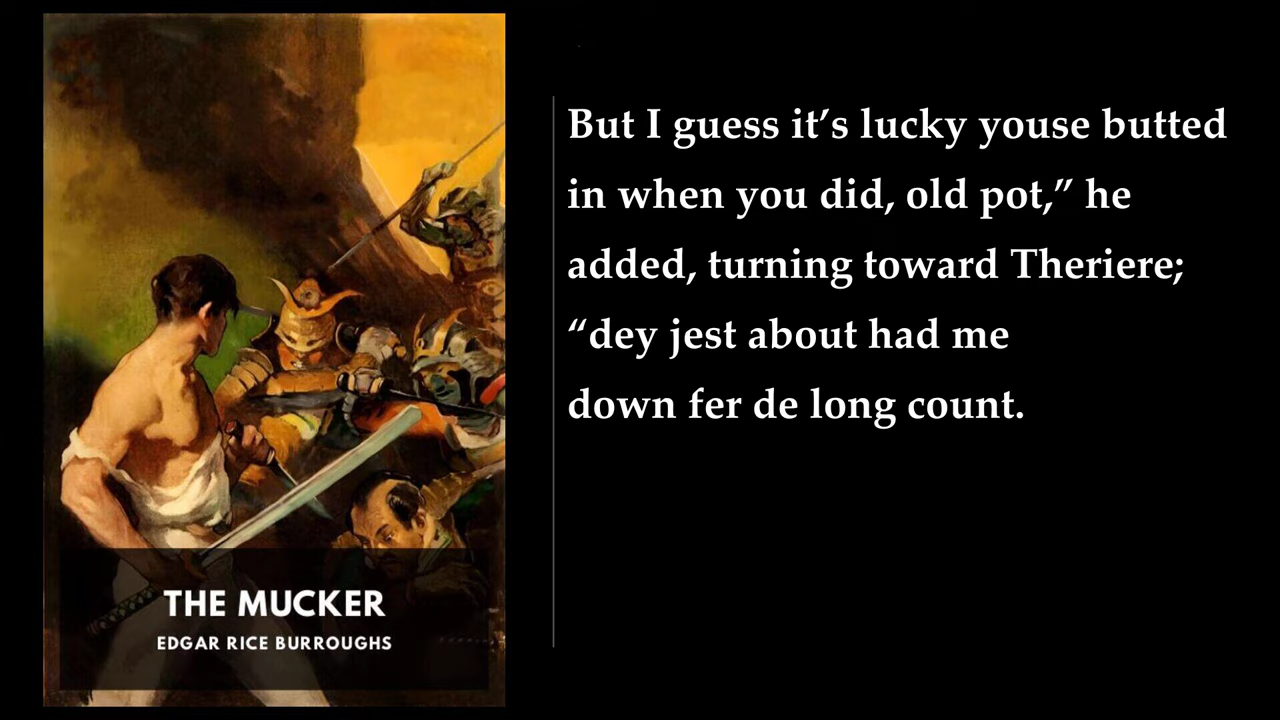 THE MUCKER
EDGAR RICE BURROUGHS
But I guess it’s lucky youse butted
in when you did, old pot,” he
added, turning toward Theriere;
“dey jest about had me
down fer de long count.